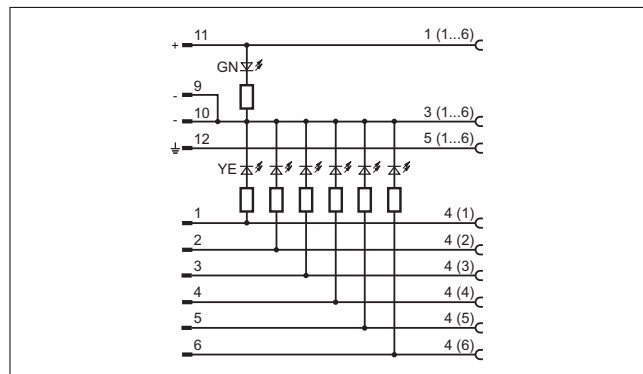 11 1 (1...6)
+
GN
9
-
10 3 (1...6)
-
12 5 (1...6)
YE
1 4 (1)
2 4 (2)
3 4 (3)
4 4 (4)
5 4 (5)
6 4 (6)